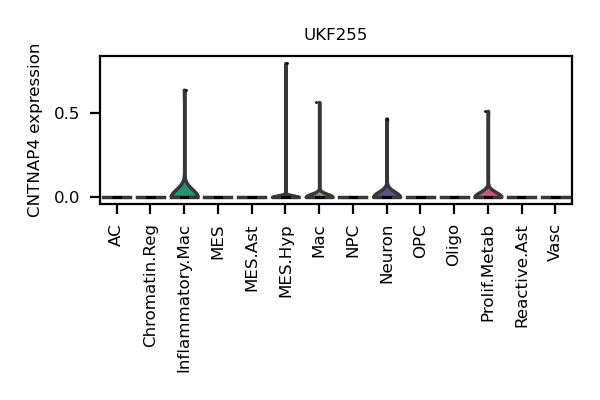 UKF255
CNTNAP4 expression
0.5
0.0
AC
Chromatin.Reg
Inflammatory.Mac
MES
MES.Ast
MES.Hyp
Mac
NPC
Neuron
OPC
Oligo
Prolif.Metab
Reactive.Ast
Vasc